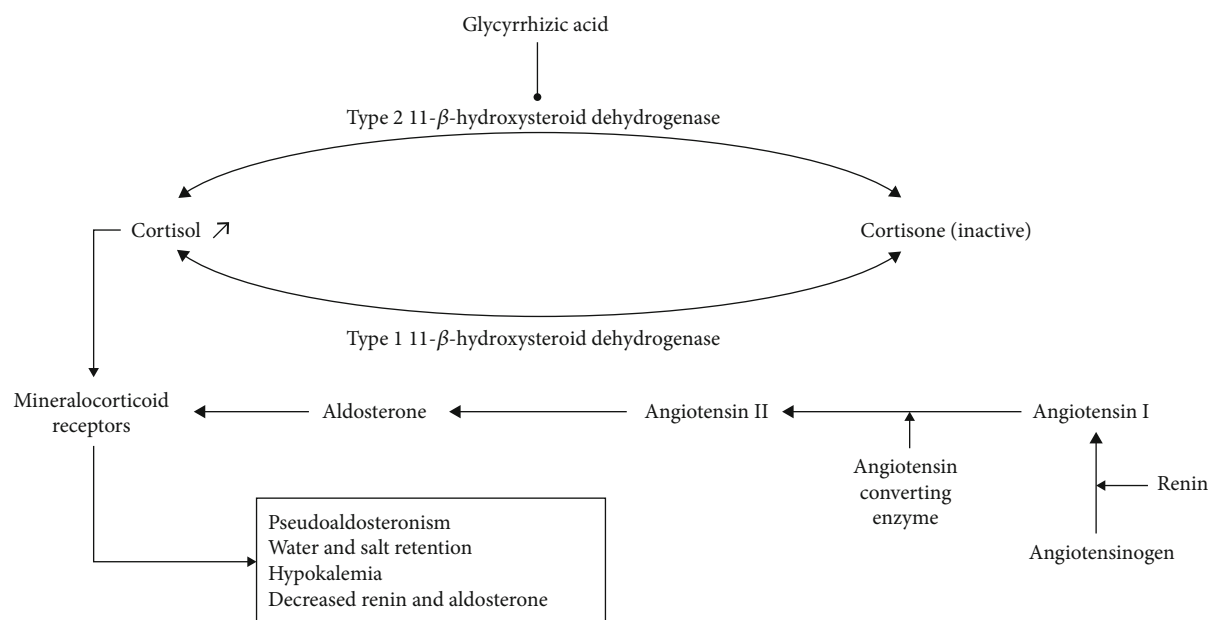 Glycyrrhizic acid
Type 2 11-β-hydroxysteroid dehydrogenase
Cortisol ↗
Cortisone (inactive)
Type 1 11-β-hydroxysteroid dehydrogenase
Mineralocorticoid
receptors
Aldosterone
Angiotensin II
Angiotensin I
Angiotensin
converting
enzyme
Renin
Angiotensinogen
Pseudoaldosteronism
Water and salt retention
Hypokalemia
Decreased renin and aldosterone